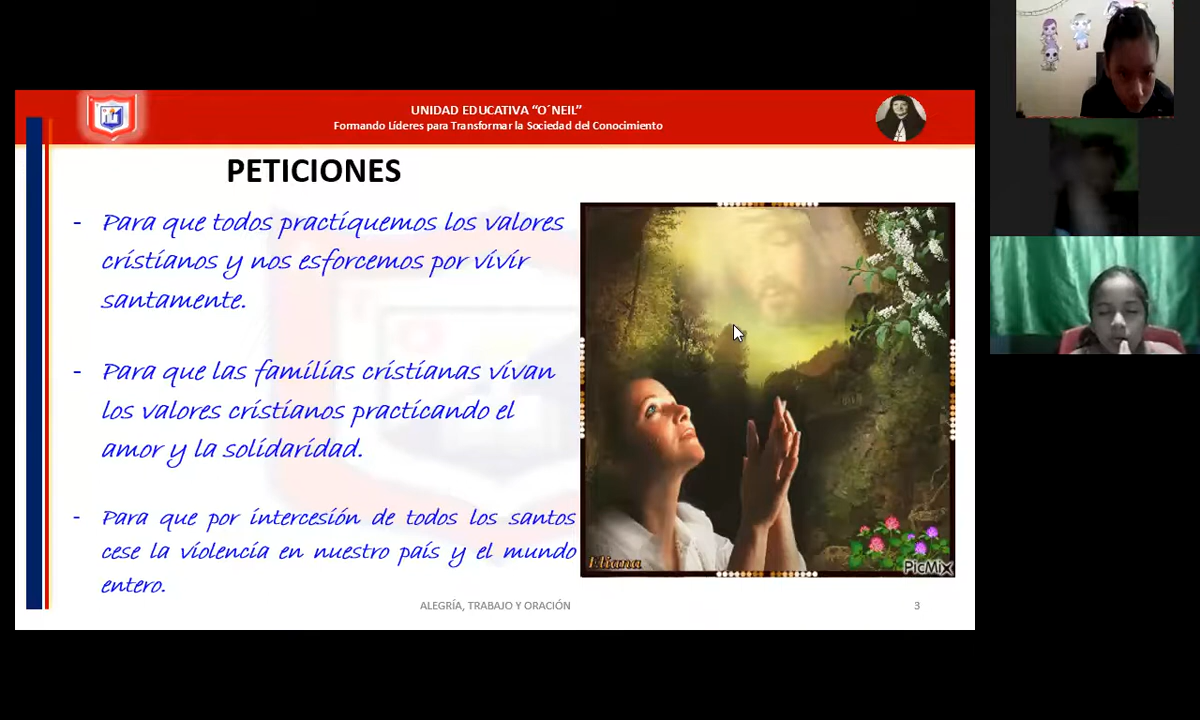 UNIDAD EDUCATIVA “O´NEIL”
Formando Líderes para Transformar la Sociedad del Conocimiento
PETICIONES
- Para que todos practiquemos los valores
cristianos y nos esforcemos por vivir
santamente.
- Para que las familias cristianas vivan
los valores cristianos practicando el
amor y la solidaridad.
- Para que por intercesión de todos los santos
cese la violencia en nuestro país y el mundo
entero.
Eliana
PicMix
ALEGRÍA, TRABAJO Y ORACIÓN
3